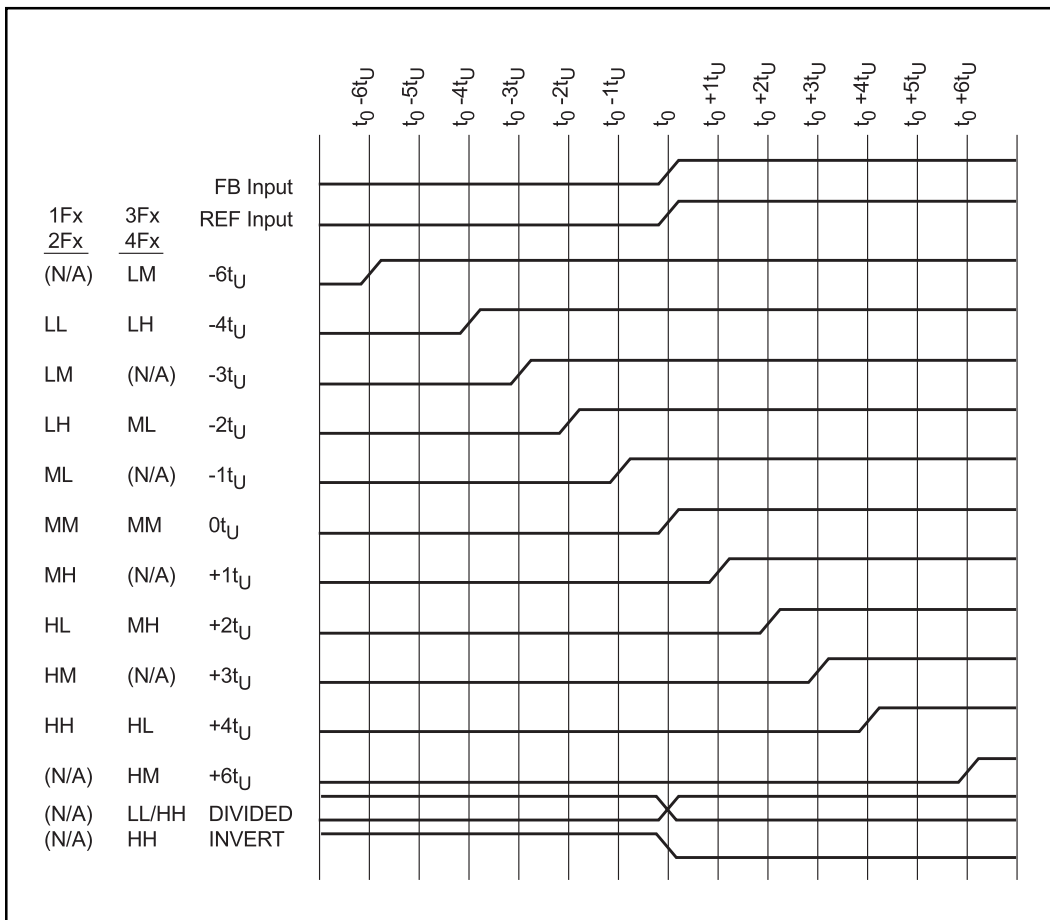 t0 -6tU t0 -5tU t0 -4tU t0 -3tU t0 -2tU t0 -1tU t0 t0 +1tU t0 +2tU t0 +3tU t0 +4tU t0 +5tU t0 +6tU
FB Input
1Fx 3Fx REF Input
2Fx 4Fx
(N/A) LM -6tU
LL LH -4tU
LM (N/A) -3tU
LH ML -2tU
ML (N/A) -1tU
MM MM 0tU
MH (N/A) +1tU
HL MH +2tU
HM (N/A) +3tU
HH HL +4tU
(N/A) HM +6tU
(N/A) LL/HH DIVIDED
(N/A) HH INVERT